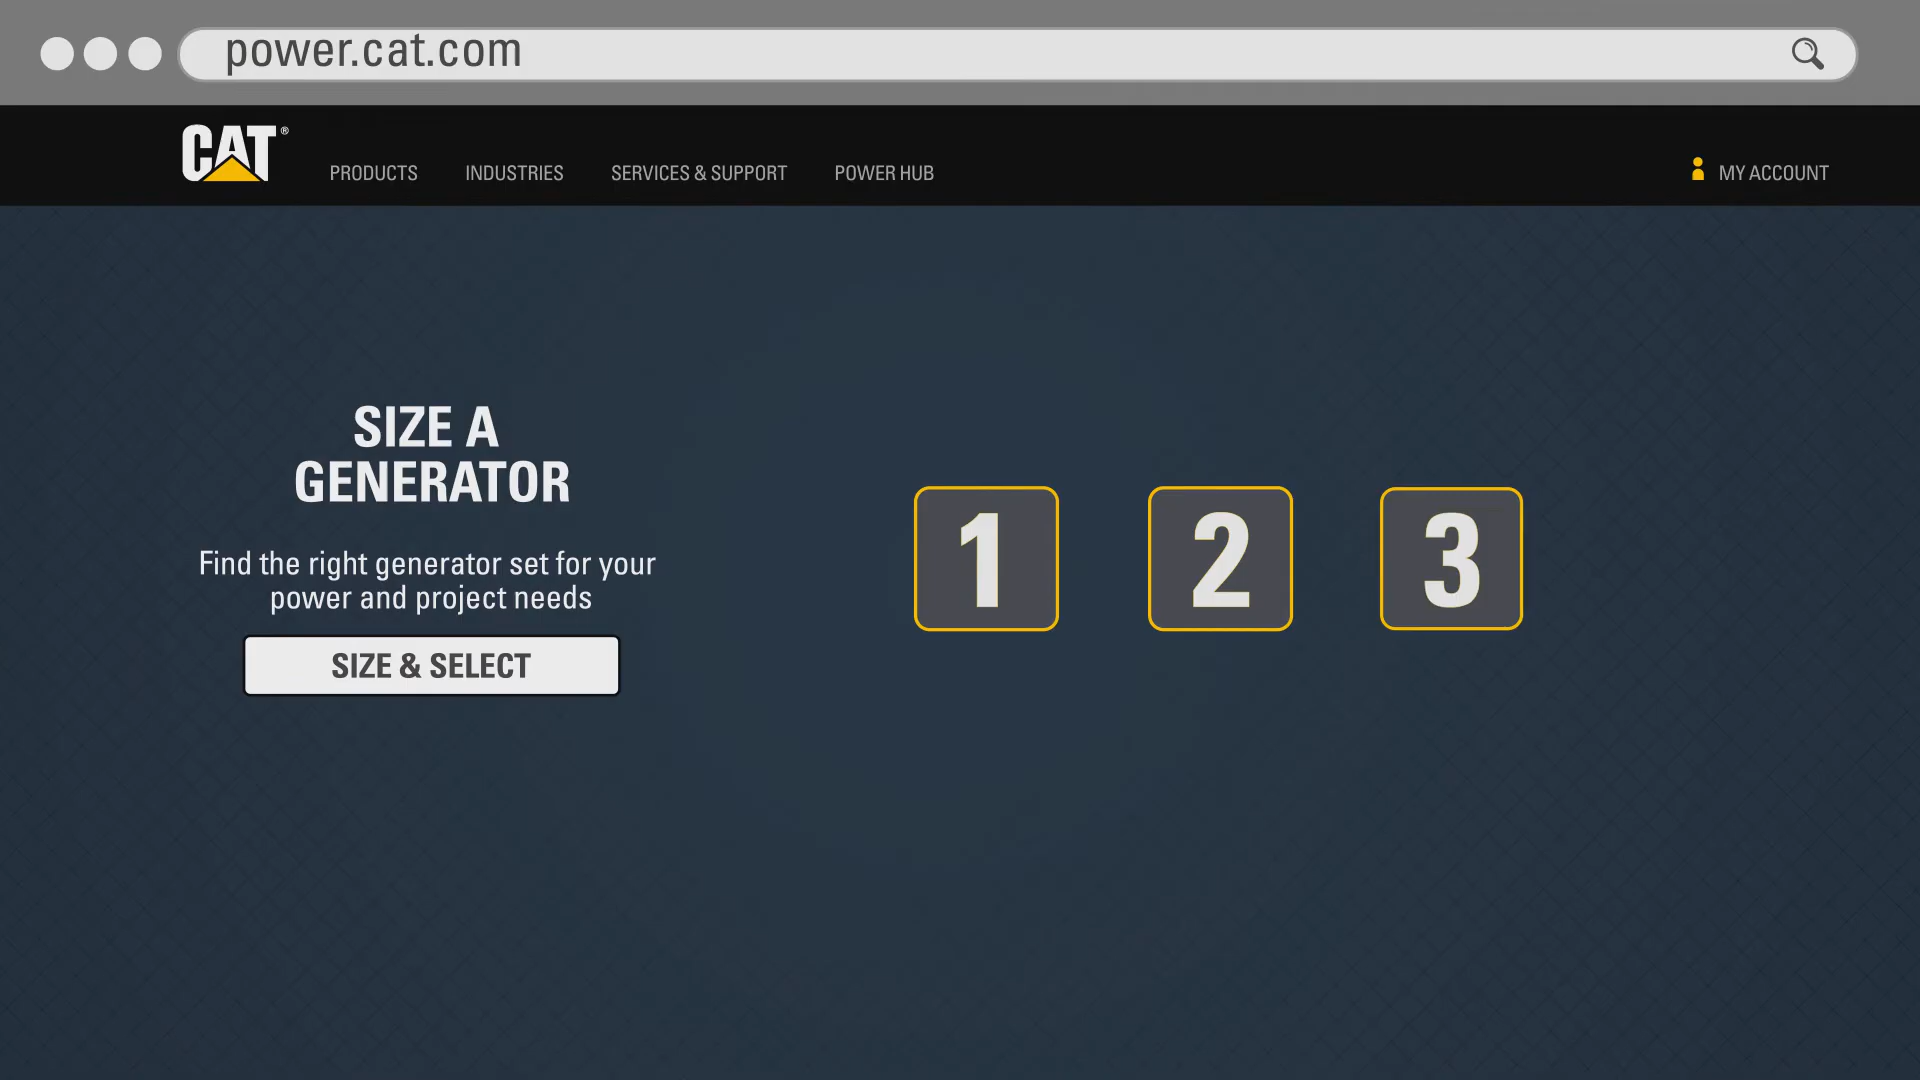 power.cat.com
CAT®
PRODUCTS INDUSTRIES SERVICES & SUPPORT POWER HUB MY ACCOUNT
SIZE A
GENERATOR
Find the right generator set for your
power and project needs
SIZE & SELECT
1 2 3